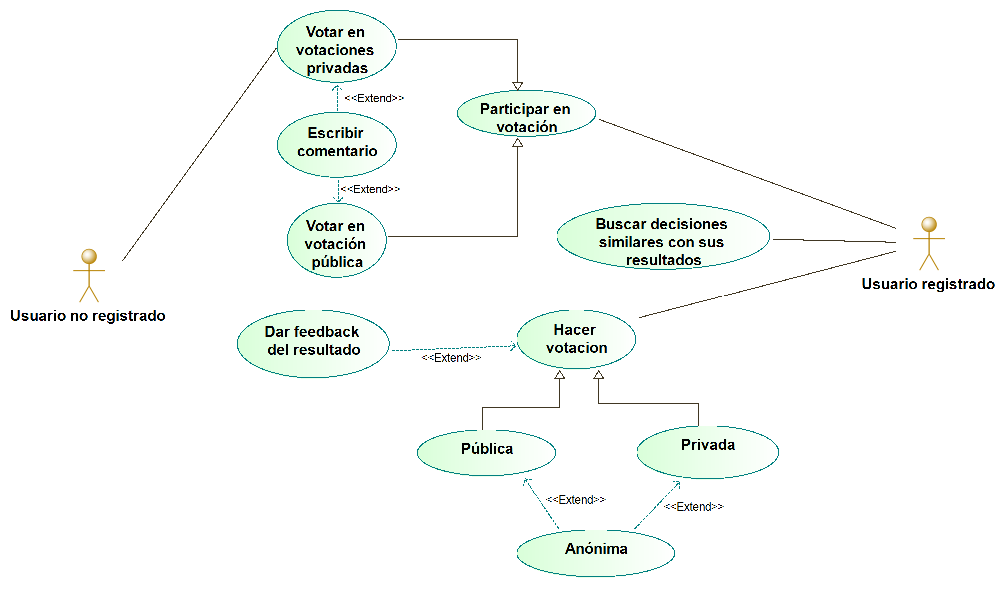 Votar en
votaciones
privadas
<<Extend>>
Participar en
votación
Escribir
comentario
<<Extend>>
Votar en
votación
pública
Buscar decisiones
similares con sus
resultados
Usuario registrado
Usuario no registrado
Dar feedback
del resultado
<<Extend>>
Hacer
votacion
Pública
Privada
<<Extend>>
<<Extend>>
Anónima